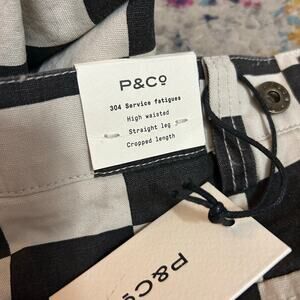 P&Co
304 Service fatigues
High waisted
Straight leg
Cropped length
P&Co